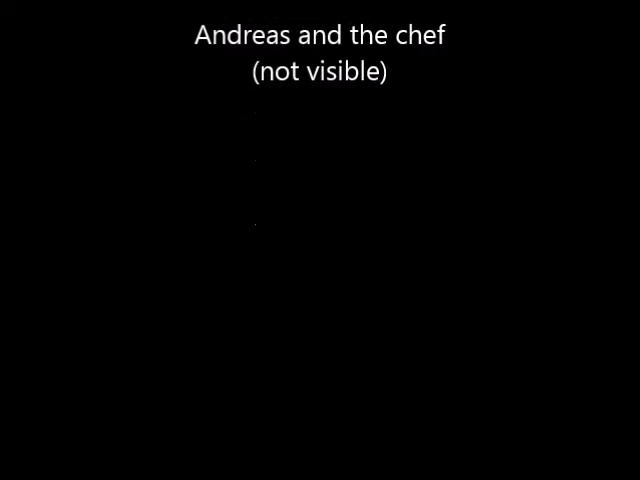 Andreas and the chef
(not visible)